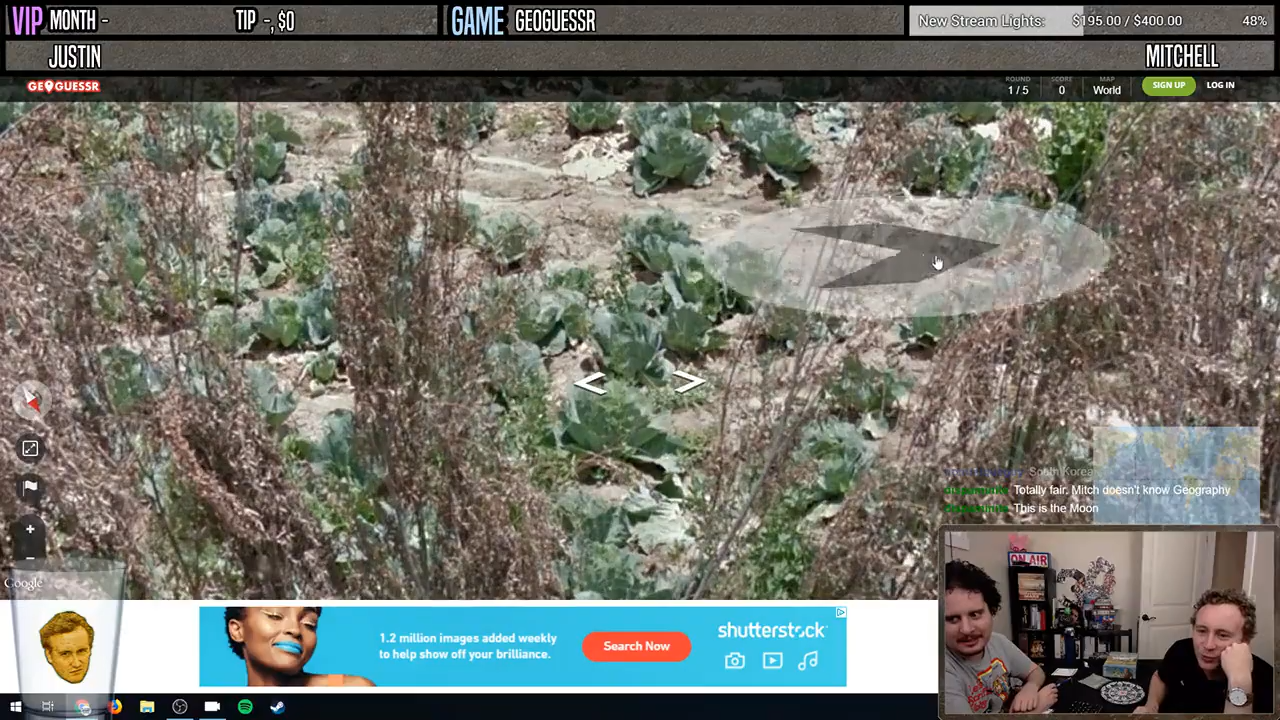 VIP MONTH -
TIP -, $0
GAME GEOGUESSR
New Stream Lights: $195.00 / $400.00 48%
JUSTIN
MITCHELL
GEOGUESSR
ROUND
1 / 5
SCORE
0
MAP
World
SIGN UP
LOG IN
South Korea
Totally fair, Mitch doesn't know Geography
This is the Moon
ON AIR
Google
1.2 million images added weekly
to help show off your brilliance.
Search Now
shutterstock